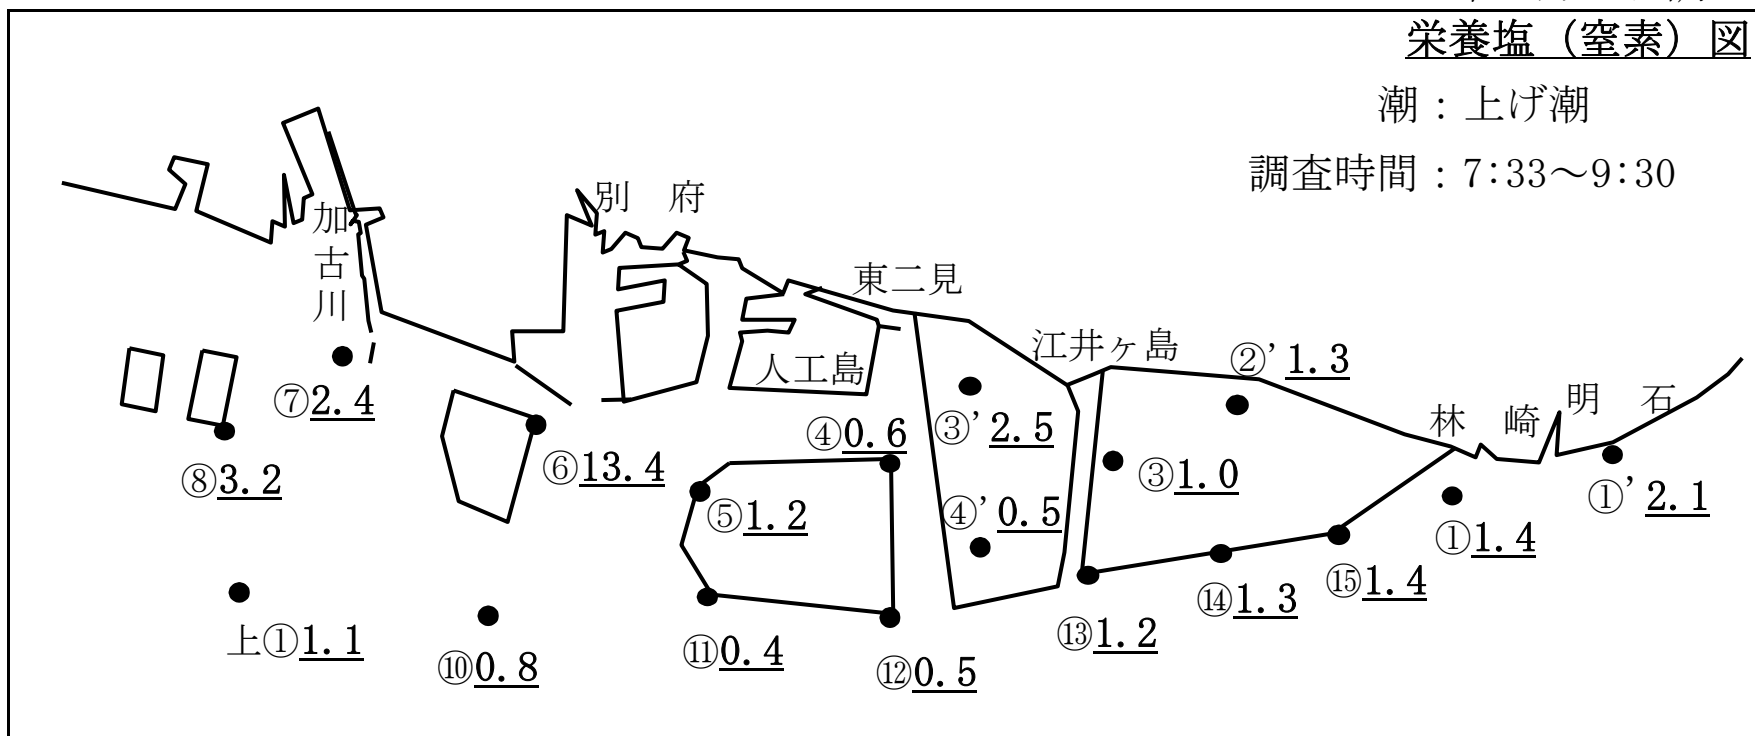 栄養塩（窒素）図
潮：上げ潮
調査時間：7:33～9:30
別　府
加古川
東二見
江井ヶ島
②’1.3
人工島
林　崎
明　石
⑦2.4
③’2.5
④0.6
⑥13.4
③1.0
⑧3.2
①’2.1
⑤1.2
④’0.5
①1.4
⑮1.4
⑭1.3
上①1.1
⑬1.2
⑩0.8
⑪0.4
⑫0.5